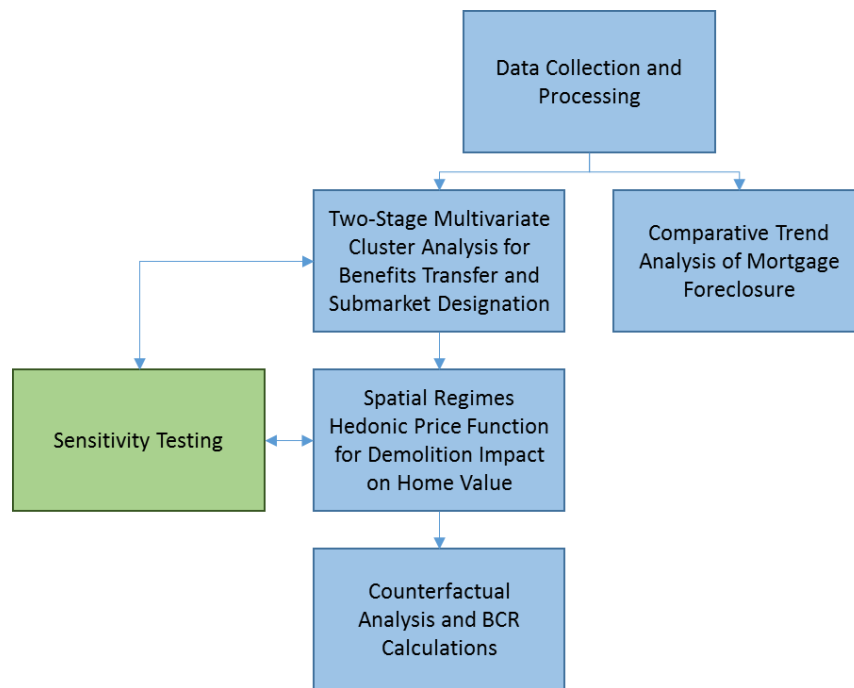 Data Collection and
Processing
Two-Stage Multivariate
Cluster Analysis for
Benefits Transfer and
Submarket Designation
Comparative Trend
Analysis of Mortgage
Foreclosure
Sensitivity Testing
Spatial Regimes
Hedonic Price Function
for Demolition Impact
on Home Value
Counterfactual
Analysis and BCR
Calculations